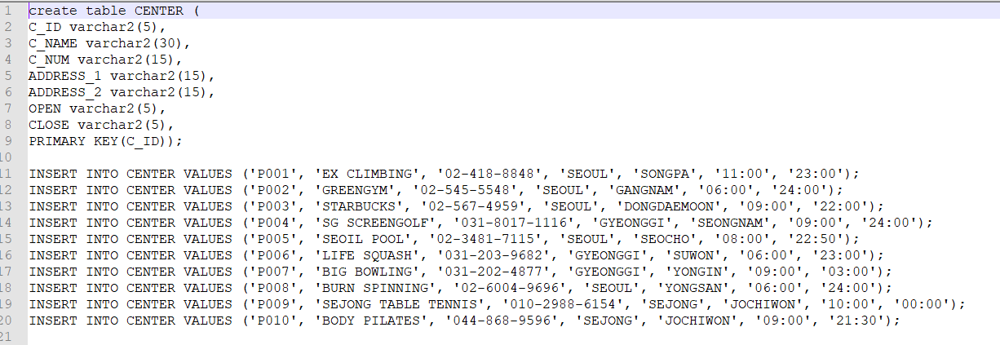 1 create table CENTER (
2 C_ID varchar2(5),
3 C_NAME varchar2(30),
4 C_NUM varchar2(15),
5 ADDRESS_1 varchar2(15),
6 ADDRESS_2 varchar2(15),
7 OPEN varchar2(5),
8 CLOSE varchar2(5),
9 PRIMARY KEY(C_ID));
10
11 INSERT INTO CENTER VALUES ('P001', 'EX CLIMBING', '02-418-8848', 'SEOUL', 'SONGPA', '11:00', '23:00');
12 INSERT INTO CENTER VALUES ('P002', 'GREENGYM', '02-545-5548', 'SEOUL', 'GANGNAM', '06:00', '24:00');
13 INSERT INTO CENTER VALUES ('P003', 'STARBUCKS', '02-567-4959', 'SEOUL', 'DONGDAEMOON', '09:00', '22:00');
14 INSERT INTO CENTER VALUES ('P004', 'SG SCREENGOLF', '031-8017-1116', 'GYEONGGI', 'SEONGNAM', '09:00', '24:00');
15 INSERT INTO CENTER VALUES ('P005', 'SEOIL POOL', '02-3481-7115', 'SEOUL', 'SEOCHO', '08:00', '22:50');
16 INSERT INTO CENTER VALUES ('P006', 'LIFE SQUASH', '031-203-9682', 'GYEONGGI', 'SUWON', '06:00', '23:00');
17 INSERT INTO CENTER VALUES ('P007', 'BIG BOWLING', '031-202-4877', 'GYEONGGI', 'YONGIN', '09:00', '03:00');
18 INSERT INTO CENTER VALUES ('P008', 'BURN SPINNING', '02-6004-9696', 'SEOUL', 'YONGSAN', '06:00', '24:00');
19 INSERT INTO CENTER VALUES ('P009', 'SEJONG TABLE TENNIS', '010-2988-6154', 'SEJONG', 'JOCHIWON', '10:00', '00:00');
20 INSERT INTO CENTER VALUES ('P010', 'BODY PILATES', '044-868-9596', 'SEJONG', 'JOCHIWON', '09:00', '21:30');
21